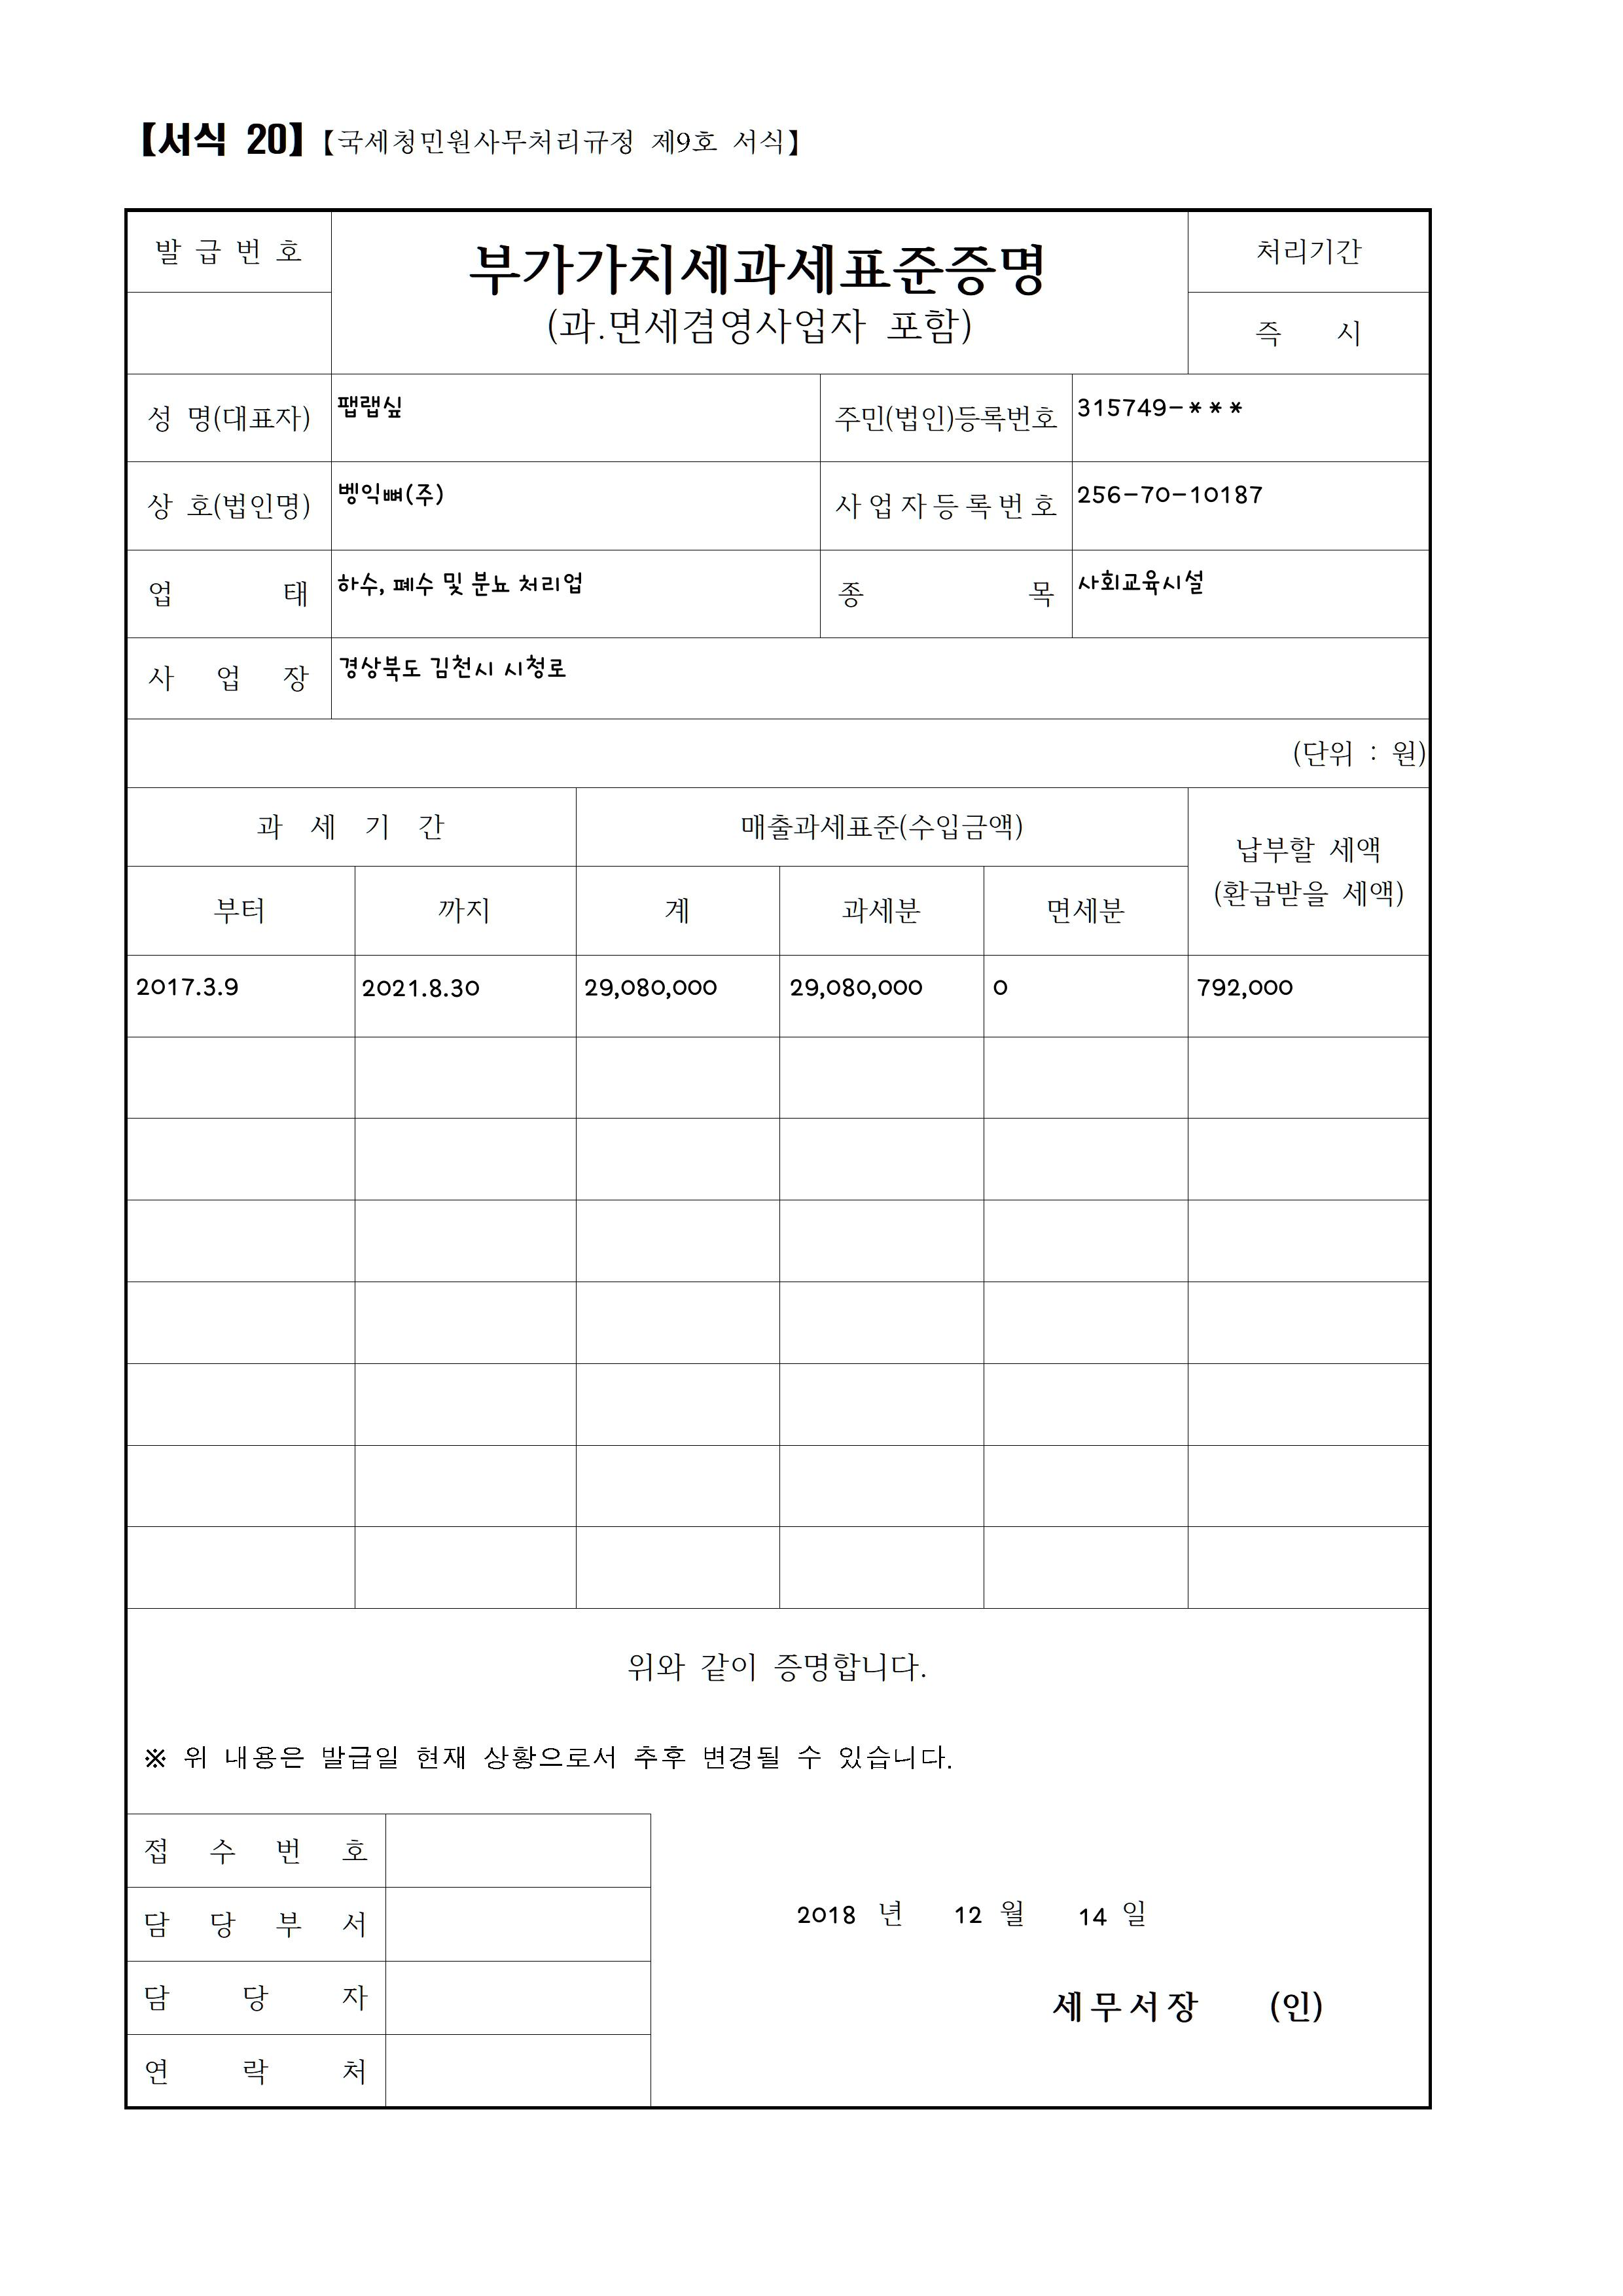 【서식 20】【국세청민원사무처리규정 제9호 서식】
발 급 번 호
부가가치세과세표준증명
(과.면세겸영사업자 포함)
처리기간
즉 시
성 명(대표자) 팹랩싶 주민(법인)등록번호 315749-***
상 호(법인명) 벵익뼈(주) 사업자등록번호 256-70-10187
업 태 하수, 폐수 및 분뇨 처리업 종 목 사회교육시설
사 업 장 경상북도 김천시 시청로
(단위 : 원)
과 세 기 간 매출과세표준(수입금액) 납부할 세액
(환급받을 세액)
부터 까지 계 과세분 면세분
2017.3.9 2021.8.30 29,080,000 29,080,000 0 792,000
위와 같이 증명합니다.
※ 위 내용은 발급일 현재 상황으로서 추후 변경될 수 있습니다.
접 수 번 호
담 당 부 서
담 당 자
연 락 처
2018 년 12 월 14 일
세무서장 (인)